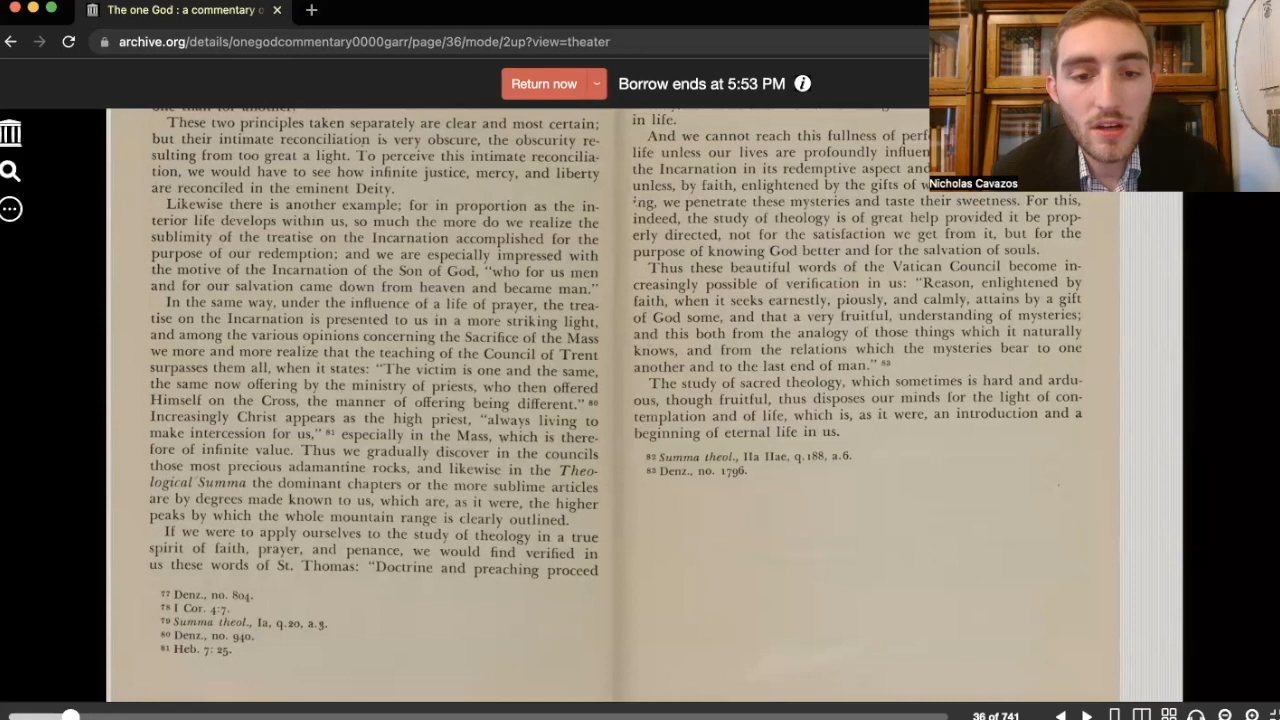 The one God : a commentary
archive.org/details/onegodcommentary0000garr/page/36/mode/2up?view=theater
Return now
Borrow ends at 5:53 PM
Nicholas Cavazos
one than for another.
These two principles taken separately are clear and most certain;
but their intimate reconciliation is very obscure, the obscurity re-
sulting from too great a light. To perceive this intimate reconcilia-
tion, we would have to see how infinite justice, mercy, and liberty
are reconciled in the eminent Deity.
Likewise there is another example; for in proportion as the in-
terior life develops within us, so much the more do we realize the
sublimity of the treatise on the Incarnation accomplished for the
purpose of our redemption; and we are especially impressed with
the motive of the Incarnation of the Son of God, "who for us men
and for our salvation came down from heaven and became man."
In the same way, under the influence of a life of prayer, the trea-
tise on the Incarnation is presented to us in a more striking light,
and among the various opinions concerning the Sacrifice of the Mass
we more and more realize that the teaching of the Council of Trent
surpasses them all, when it states: "The victim is one and the same,
the same now offering by the ministry of priests, who then offered
Himself on the Cross, the manner of offering being different." 80
Increasingly Christ appears as the high priest, "always living to
make intercession for us," 81 especially in the Mass, which is there-
fore of infinite value. Thus we gradually discover in the councils
those most precious adamantine rocks, and likewise in the Theo-
logical Summa the dominant chapters or the more sublime articles
are by degrees made known to us, which are, as it were, the higher
peaks by which the whole mountain range is clearly outlined.
If we were to apply ourselves to the study of theology in a true
spirit of faith, prayer, and penance, we would find verified in
us these words of St. Thomas: "Doctrine and preaching proceed
77 Denz., no. 804.
78 I Cor. 4:7.
79 Summa theol., Ia, q.20, a.3.
80 Denz., no. 940.
81 Heb. 7: 25.
in life.
And we cannot reach this fullness of
life unless our lives are profoundly
the Incarnation in its redemptive aspect and
unless, by faith, enlightened by the gifts of
ing, we penetrate these mysteries and taste their sweetness. For this,
indeed, the study of theology is of great help provided it be prop-
erly directed, not for the satisfaction we get from it, but for the
purpose of knowing God better and for the salvation of souls.
Thus these beautiful words of the Vatican Council become in-
creasingly possible of verification in us: "Reason, enlightened by
faith, when it seeks earnestly, piously, and calmly, attains by a gift
of God some, and that a very fruitful, understanding of mysteries;
and this both from the analogy of those things which it naturally
knows, and from the relations which the mysteries bear to one
another and to the last end of man." 83
The study of sacred theology, which sometimes is hard and ardu-
ous, though fruitful, thus disposes our minds for the light of con-
templation and of life, which is, as it were, an introduction and a
beginning of eternal life in us.
82 Summa theol., IIa IIae, q.188, a.6.
83 Denz., no. 1796.
36 of 741